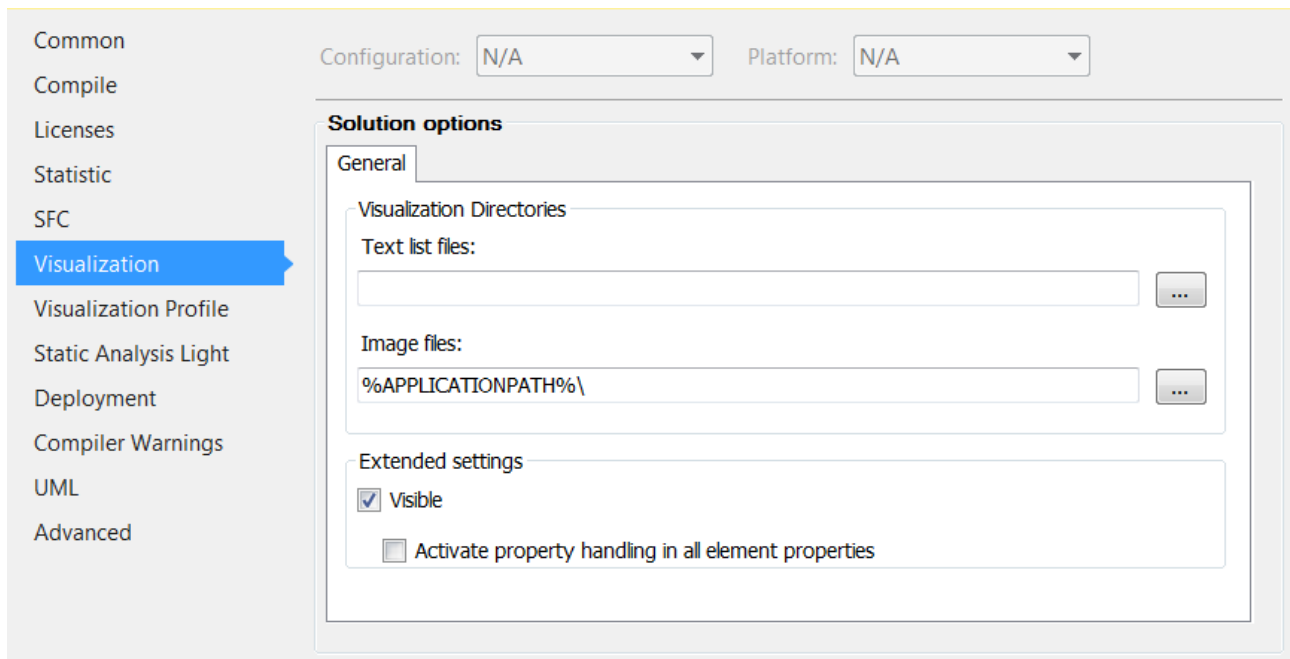 Common
Compile
Licenses
Statistic
SFC
Visualization
Visualization Profile
Static Analysis Light
Deployment
Compiler Warnings
UML
Advanced
Configuration: N/A Platform: N/A
Solution options
General
Visualization Directories
Text list files:
...
Image files:
%APPLICATIONPATH%\ ...
Extended settings
Visible
Activate property handling in all element properties